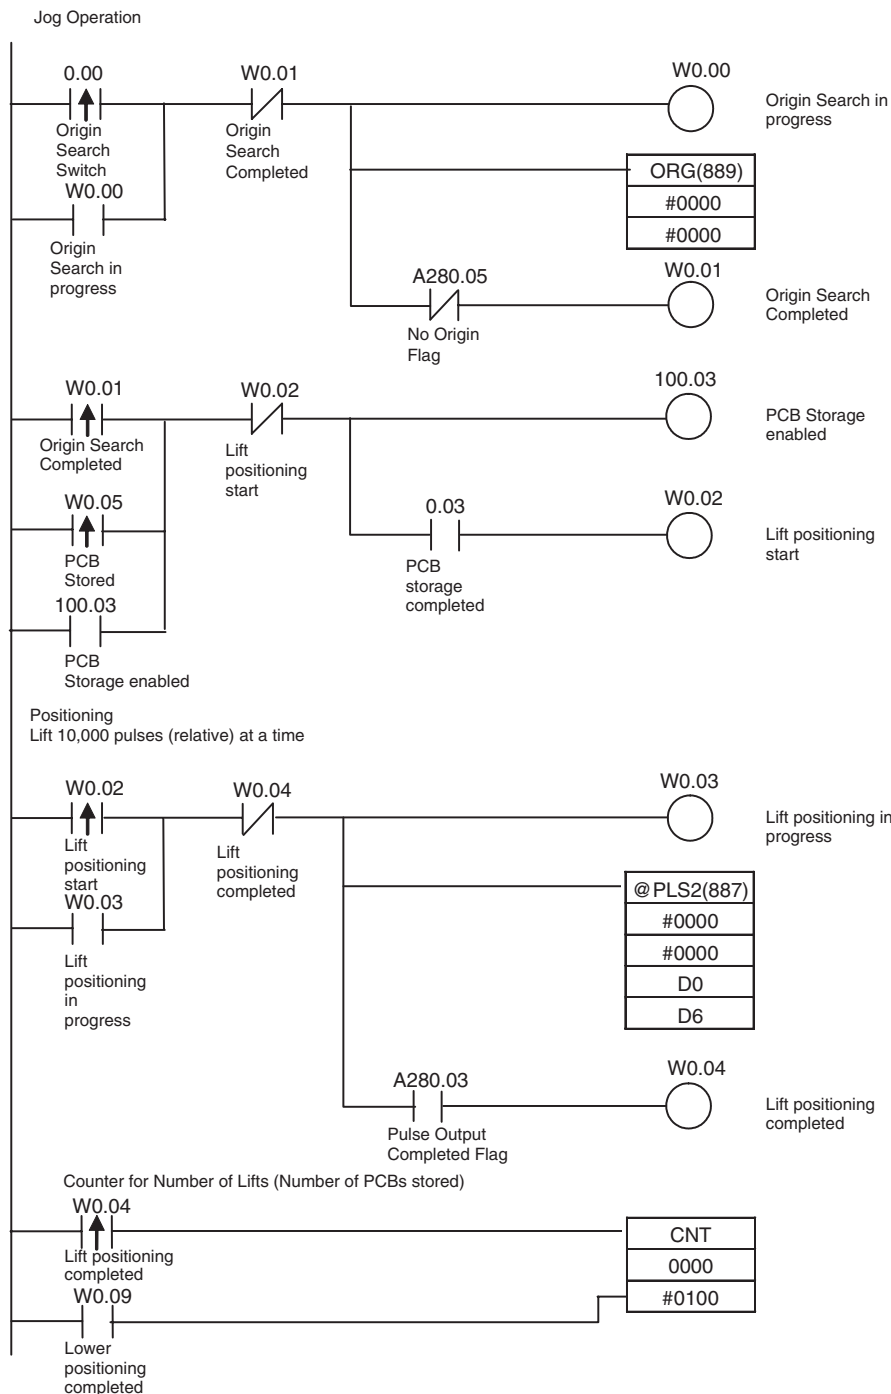 Jog Operation
0.00
W0.01
W0.00
Origin
Search
Switch
Origin
Search
Completed
Origin Search in
progress
ORG(889)
#0000
#0000
W0.00
Origin
Search in
progress
A280.05
W0.01
No Origin
Flag
Origin Search
Completed
W0.01
W0.02
100.03
Origin Search
Completed
Lift
positioning
start
PCB Storage
enabled
W0.05
PCB
Stored
0.03
W0.02
PCB
storage
completed
Lift positioning
start
100.03
PCB
Storage enabled
Positioning
Lift 10,000 pulses (relative) at a time
W0.02
W0.04
W0.03
Lift
positioning
start
Lift
positioning
completed
Lift positioning in
progress
W0.03
Lift
positioning
in
progress
@PLS2(887)
#0000
#0000
D0
D6
A280.03
W0.04
Pulse Output
Completed Flag
Lift positioning
completed
Counter for Number of Lifts (Number of PCBs stored)
W0.04
Lift positioning
completed
CNT
0000
#0100
W0.09
Lower
positioning
completed